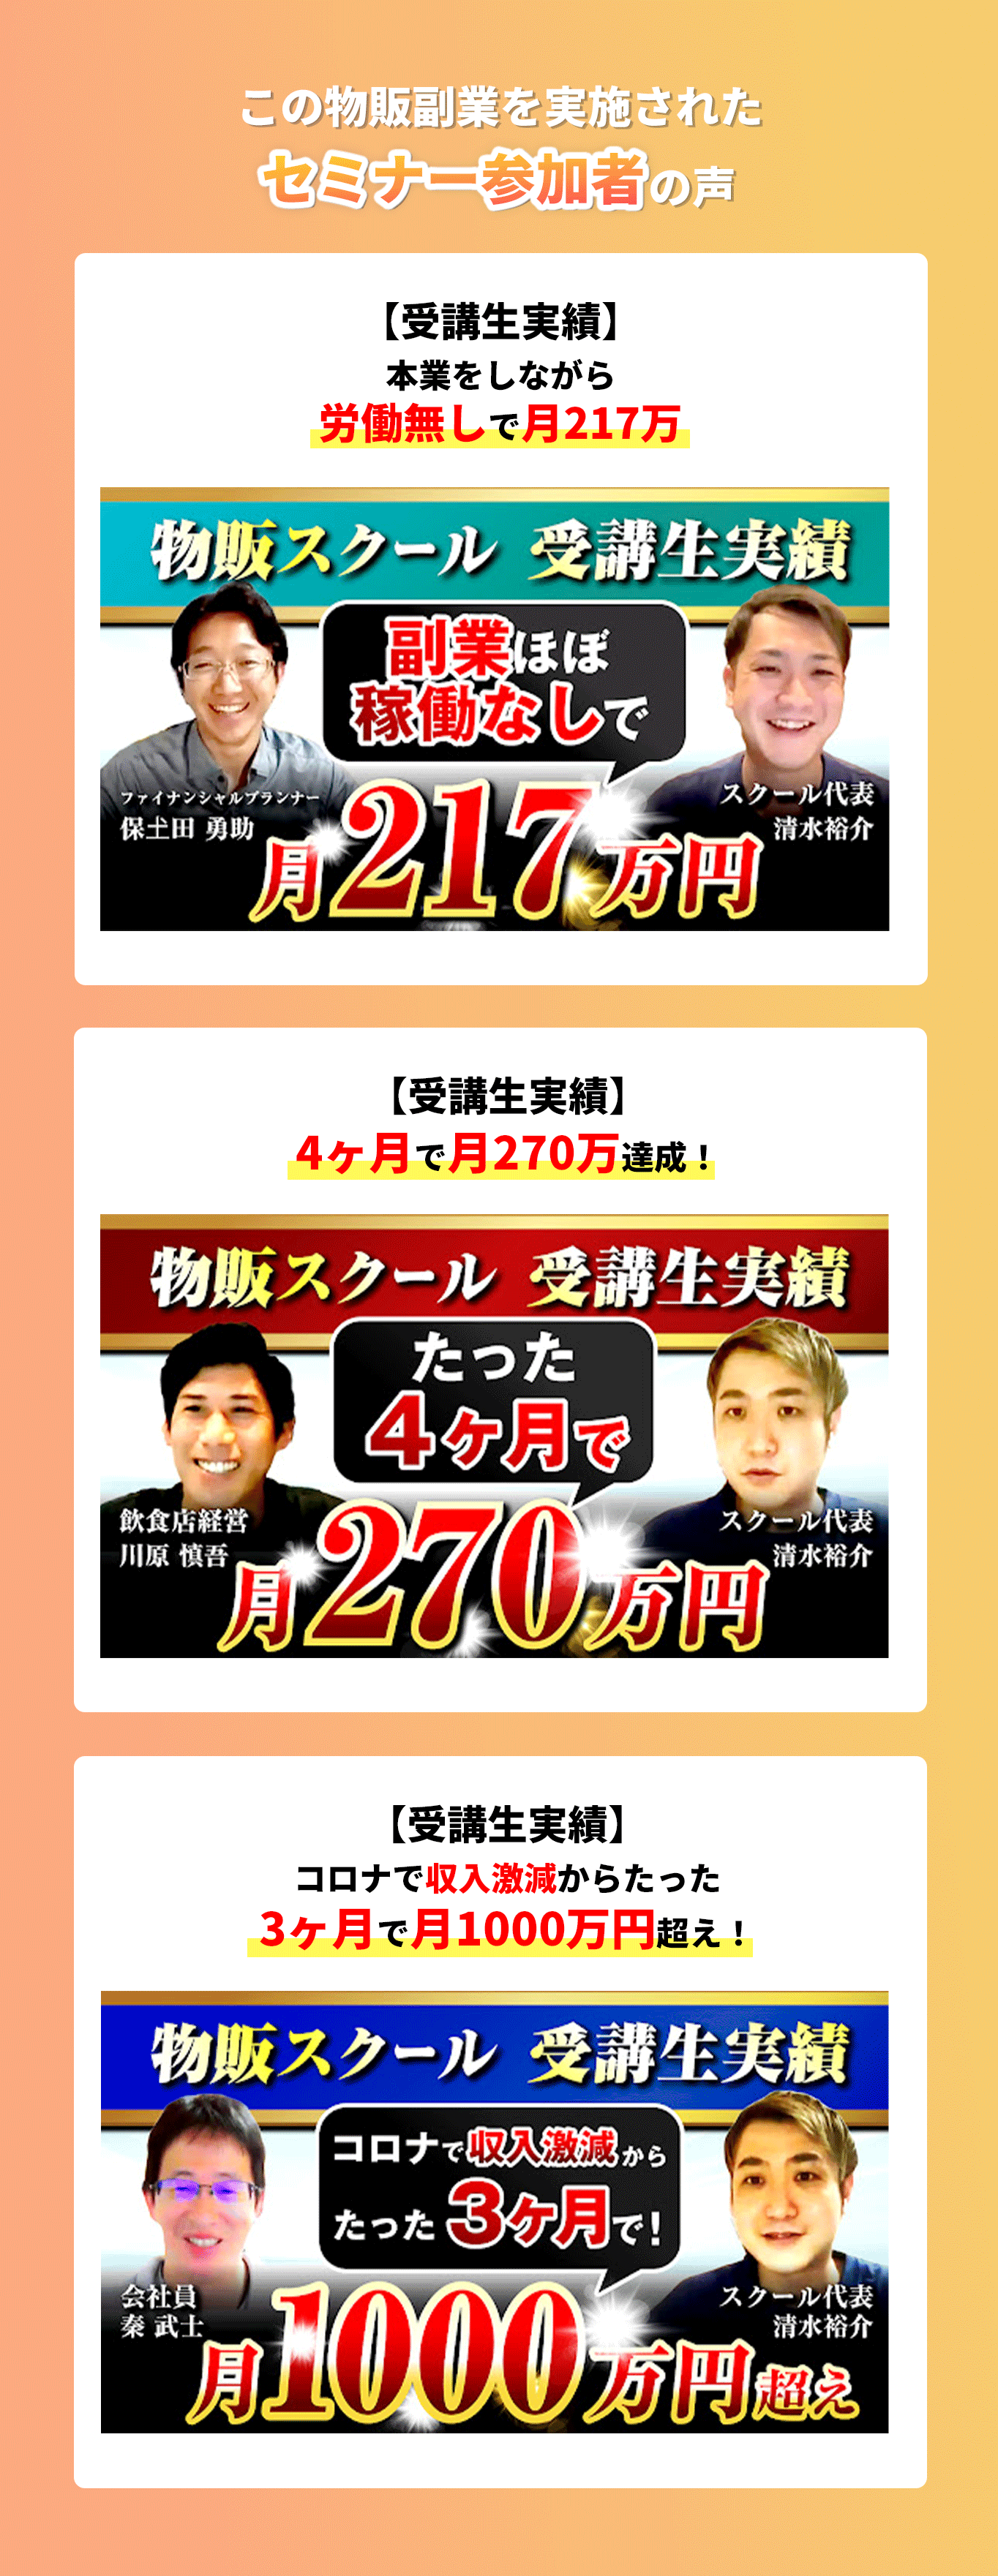 この物販副業を実施された
セミナー参加者の声
【受講生実績】
本業をしながら
労働無しで月217万
物販スクール 受講生実績
副業ほぼ
稼働なしで
ファイナンシャルプランナー
保土田 勇助
スクール代表
清水裕介
月217万円
【受講生実績】
4ヶ月で月270万達成！
物販スクール 受講生実績
たった
4ヶ月で
飲食店経営
川原 慎吾
スクール代表
清水裕介
月270万円
【受講生実績】
コロナで収入激減からたった
3ヶ月で月1000万円超え！
物販スクール 受講生実績
コロナで収入激減から
たった3ヶ月で!
会社員
秦 武士
スクール代表
清水裕介
月1000万円超え